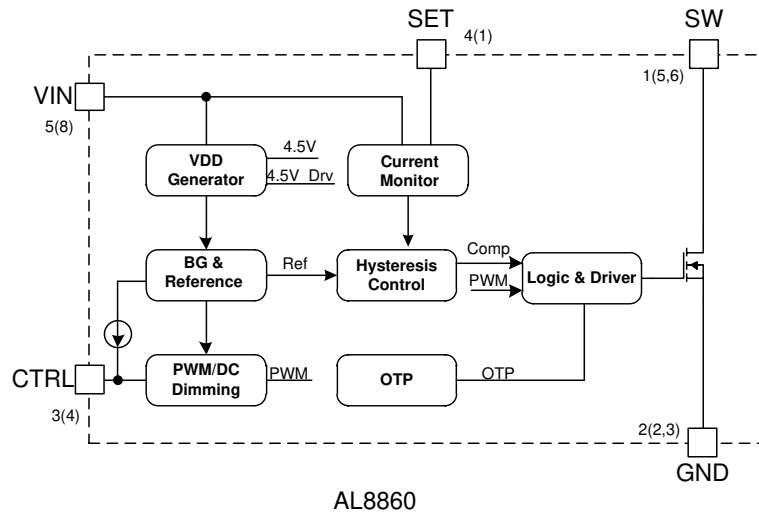 SET
4(1)
SW
1(5,6)
VIN
5(8)
VDD
Generator
4.5V
4.5V_Drv
Current
Monitor
BG &
Reference
Ref
Hysteresis
Control
Comp
PWM
Logic & Driver
CTRL
3(4)
PWM/DC
Dimming
PWM
OTP
OTP
2(2,3)
GND
AL8860